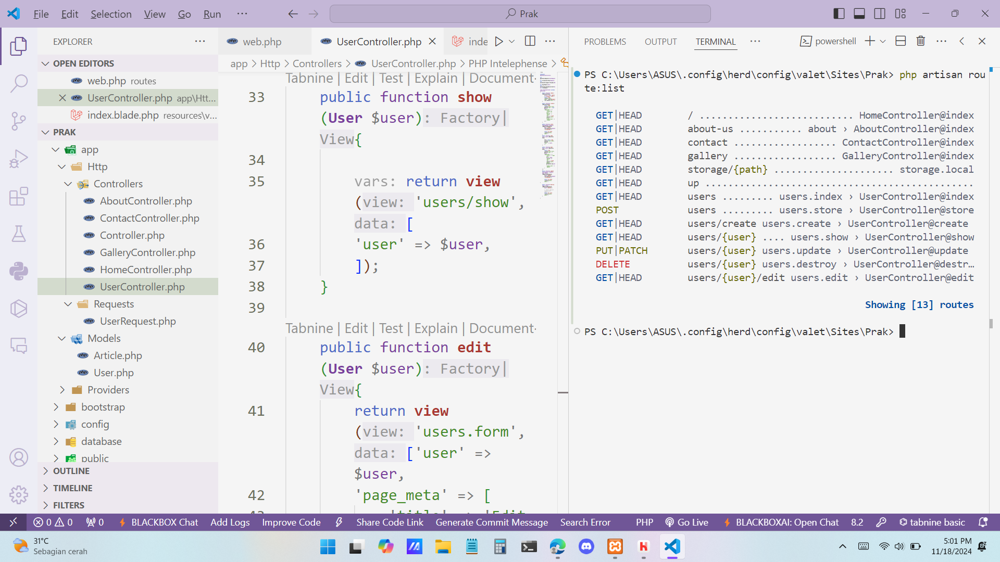 File Edit Selection View Go Run ··· Prak
EXPLORER ···
OPEN EDITORS
web.php routes
UserController.php app\Htt...
index.blade.php resources\v...
PRAK
app
Http
Controllers
AboutController.php
ContactController.php
Controller.php
GalleryController.php
HomeController.php
UserController.php
Requests
UserRequest.php
Models
Article.php
User.php
Providers
bootstrap
config
database
public
OUTLINE
TIMELINE
FILTERS
web.php UserController.php inde
app > Http > Controllers > UserController.php > PHP Intelephense >
Tabnine | Edit | Test | Explain | Document
33 public function show
(User $user): Factory|
View{
34
35 vars: return view
(view: 'users/show',
data: [
36 'user' => $user,
37 ]);
38 }
39
Tabnine | Edit | Test | Explain | Document
40 public function edit
(User $user): Factory|
View{
41 return view
(view: 'users.form',
data: ['user' =>
$user,
42 'page_meta' => [
PROBLEMS OUTPUT TERMINAL ··· powershell
PS C:\Users\ASUS\.config\herd\config\valet\Sites\Prak> php artisan rou
te:list
GET|HEAD / ........................... HomeController@index
GET|HEAD about-us ........... about › AboutController@index
GET|HEAD contact .................. ContactController@index
GET|HEAD gallery .................. GalleryController@index
GET|HEAD storage/{path} ...................... storage.local
GET|HEAD up ...............................................
GET|HEAD users ......... users.index › UserController@index
POST users ......... users.store › UserController@store
GET|HEAD users/create users.create › UserController@create
GET|HEAD users/{user} .... users.show › UserController@show
PUT|PATCH users/{user} users.update › UserController@update
DELETE users/{user} users.destroy › UserController@destr…
GET|HEAD users/{user}/edit users.edit › UserController@edit
Showing [13] routes
PS C:\Users\ASUS\.config\herd\config\valet\Sites\Prak>
0 0 0 BLACKBOX Chat Add Logs Improve Code Share Code Link Generate Commit Message Search Error PHP Go Live BLACKBOXAI: Open Chat 8.2 tabnine basic
31°C
Sebagian cerah
5:01 PM
11/18/2024